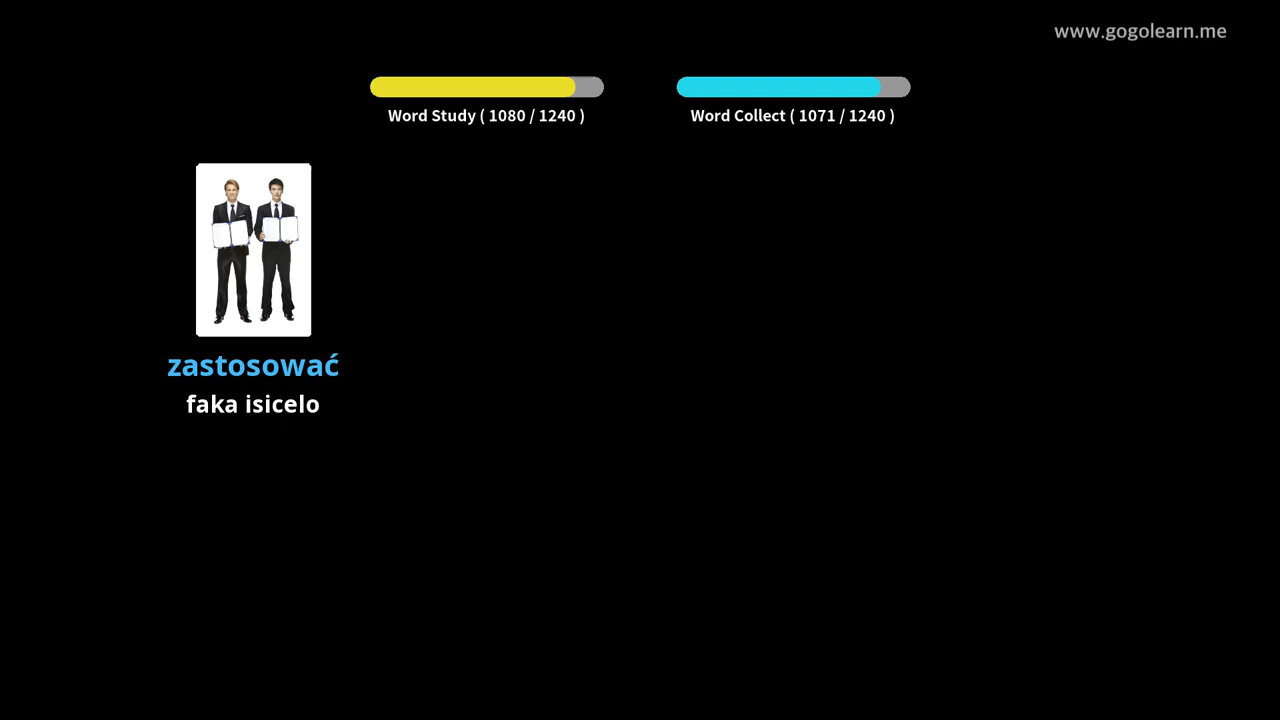 www.gogolearn.me
Word Study ( 1080 / 1240 )
Word Collect ( 1071 / 1240 )
zastosować
faka isicelo